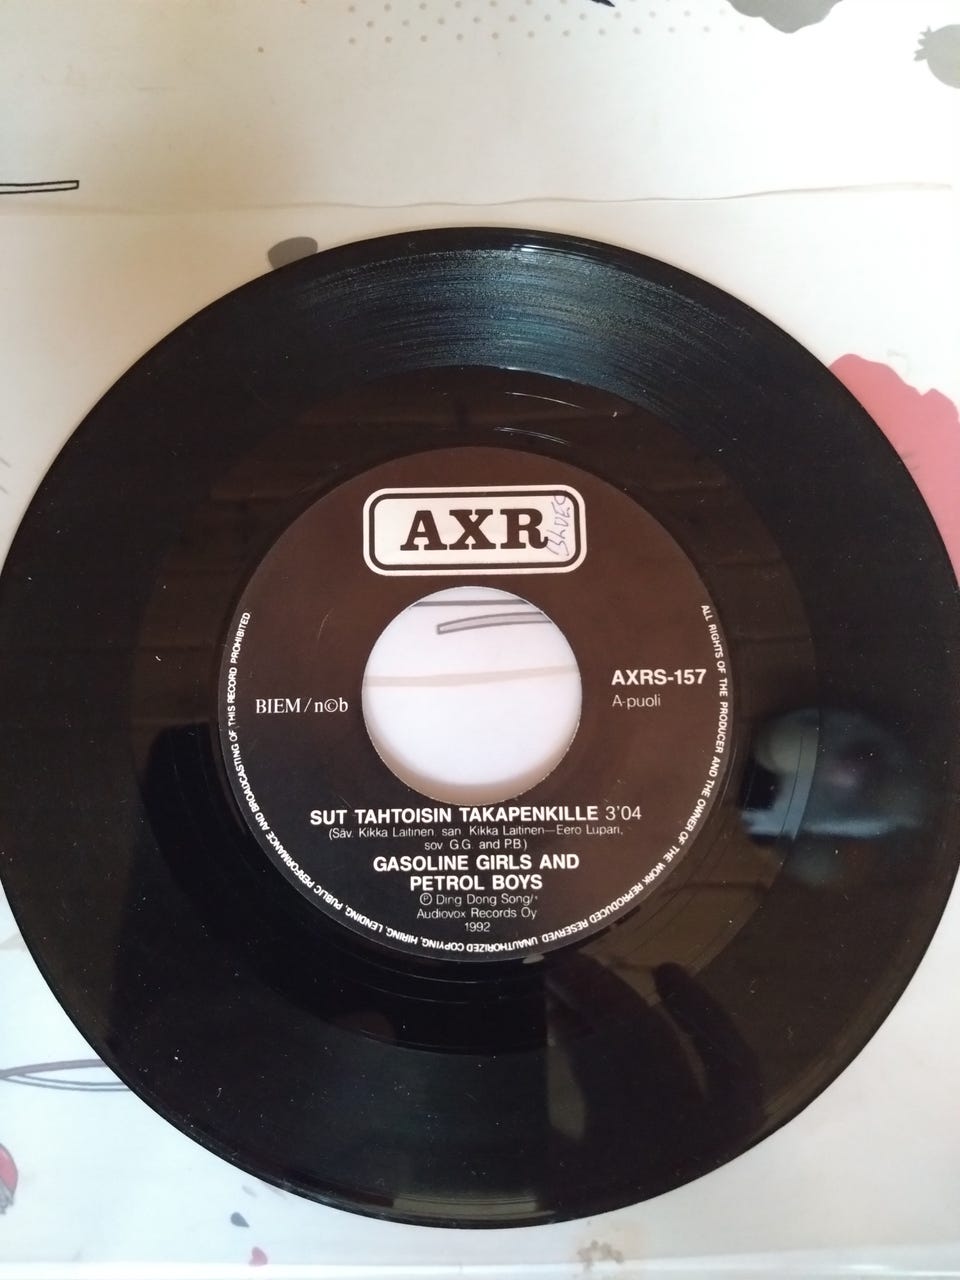 AXR
BIEM/n©b
AXRS-157
A-puoli
SUT TAHTOISIN TAKAPENKILLE 3'04
(Säv. Kikka Laitinen, san. Kikka Laitinen—Eero Lupari,
sov. G.G. and P.B.)
GASOLINE GIRLS AND
PETROL BOYS
℗ Ding Dong Song/
Audiovox Records Oy
1992
ALL RIGHTS OF THE PRODUCER AND THE OWNER OF THE WORK REPRODUCED RESERVED. UNAUTHORIZED COPYING, HIRING, LENDING, PUBLIC PERFORMANCE AND BROADCASTING OF THIS RECORD PROHIBITED